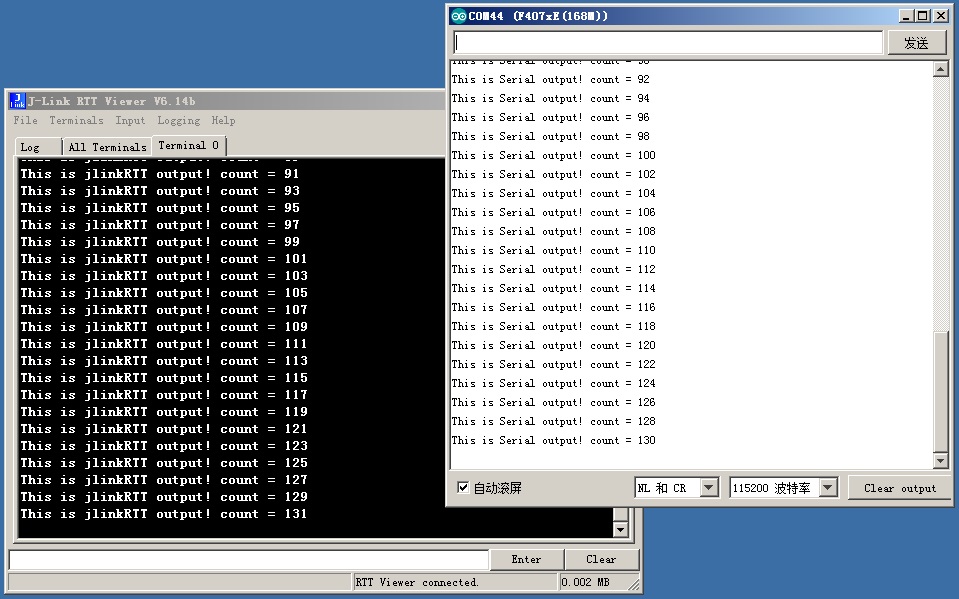 COM44 (F407xE(168M))
发送
This is Serial output! count = 92
This is Serial output! count = 94
This is Serial output! count = 96
This is Serial output! count = 98
This is Serial output! count = 100
This is Serial output! count = 102
This is Serial output! count = 104
This is Serial output! count = 106
This is Serial output! count = 108
This is Serial output! count = 110
This is Serial output! count = 112
This is Serial output! count = 114
This is Serial output! count = 116
This is Serial output! count = 118
This is Serial output! count = 120
This is Serial output! count = 122
This is Serial output! count = 124
This is Serial output! count = 126
This is Serial output! count = 128
This is Serial output! count = 130
自动滚屏
NL 和 CR
115200 波特率
Clear output
J-Link RTT Viewer V6.14b
File Terminals Input Logging Help
Log All Terminals Terminal 0
This is jlinkRTT output! count = 91
This is jlinkRTT output! count = 93
This is jlinkRTT output! count = 95
This is jlinkRTT output! count = 97
This is jlinkRTT output! count = 99
This is jlinkRTT output! count = 101
This is jlinkRTT output! count = 103
This is jlinkRTT output! count = 105
This is jlinkRTT output! count = 107
This is jlinkRTT output! count = 109
This is jlinkRTT output! count = 111
This is jlinkRTT output! count = 113
This is jlinkRTT output! count = 115
This is jlinkRTT output! count = 117
This is jlinkRTT output! count = 119
This is jlinkRTT output! count = 121
This is jlinkRTT output! count = 123
This is jlinkRTT output! count = 125
This is jlinkRTT output! count = 127
This is jlinkRTT output! count = 129
This is jlinkRTT output! count = 131
Enter
Clear
RTT Viewer connected.
0.002 MB